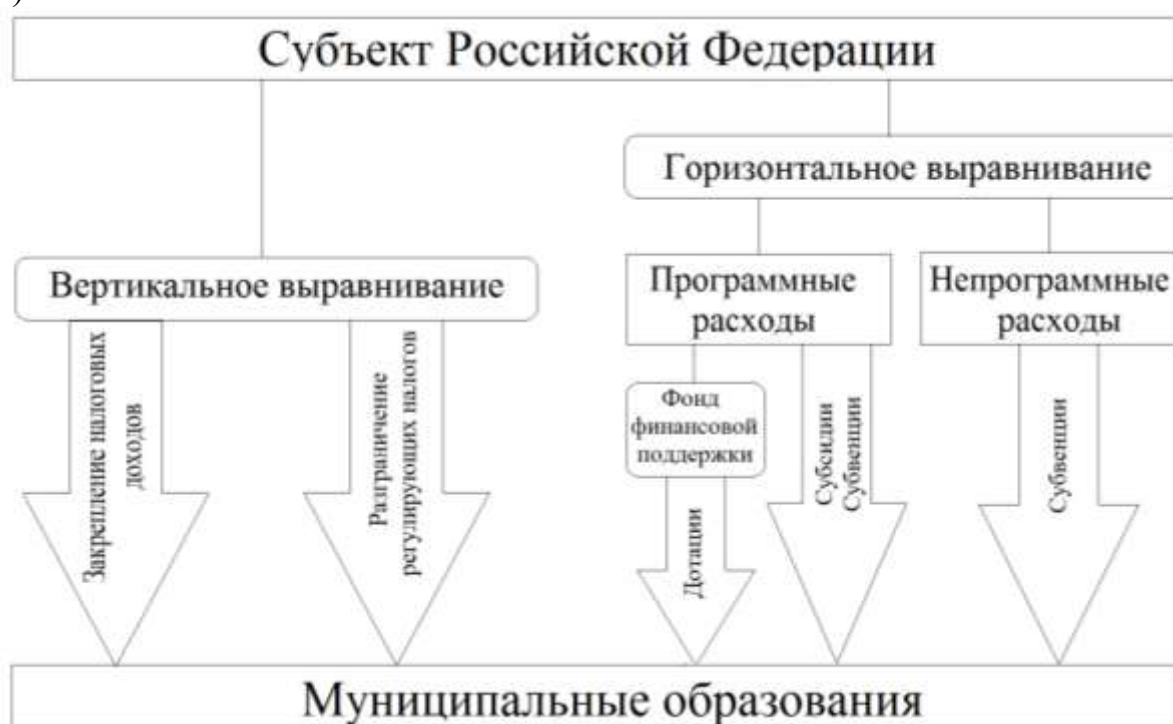 )
Субъект Российской Федерации
Горизонтальное выравнивание
Вертикальное выравнивание
Программные
расходы
Непрограммные
расходы
Закрепление налоговых
доходов
Разграничение
регулирующих налогов
Фонд
финансовой
поддержки
Дотации
Субсидии
Субвенции
Субвенции
Муниципальные образования